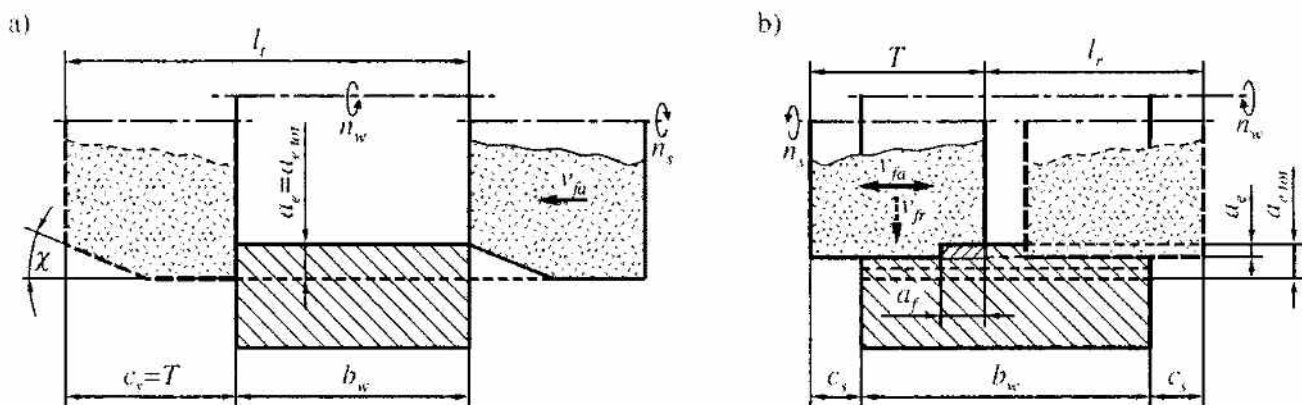 a)
l_t
n_w
n_s
a_e=a_e tot
v_fa
χ
c_s=T
b_w
b)
T
l_r
n_w
n_s
v_fa
v_fr
a_e
a_e tot
a_f
c_s
b_w
c_s